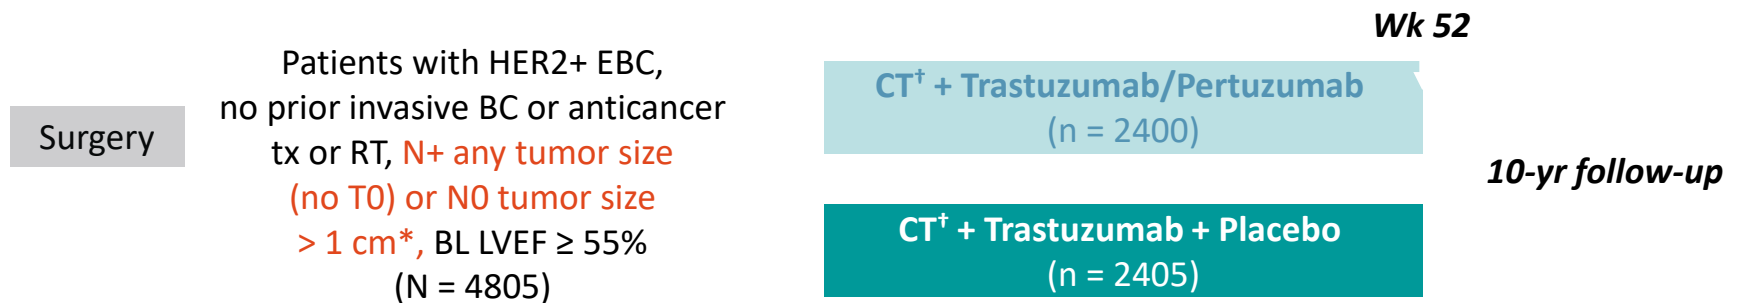 Surgery
Patients with HER2+ EBC,
no prior invasive BC or anticancer
tx or RT, N+ any tumor size
(no T0) or N0 tumor size
> 1 cm*, BL LVEF ≥ 55%
(N = 4805)
Wk 52
CT† + Trastuzumab/Pertuzumab
(n = 2400)
CT† + Trastuzumab + Placebo
(n = 2405)
10-yr follow-up